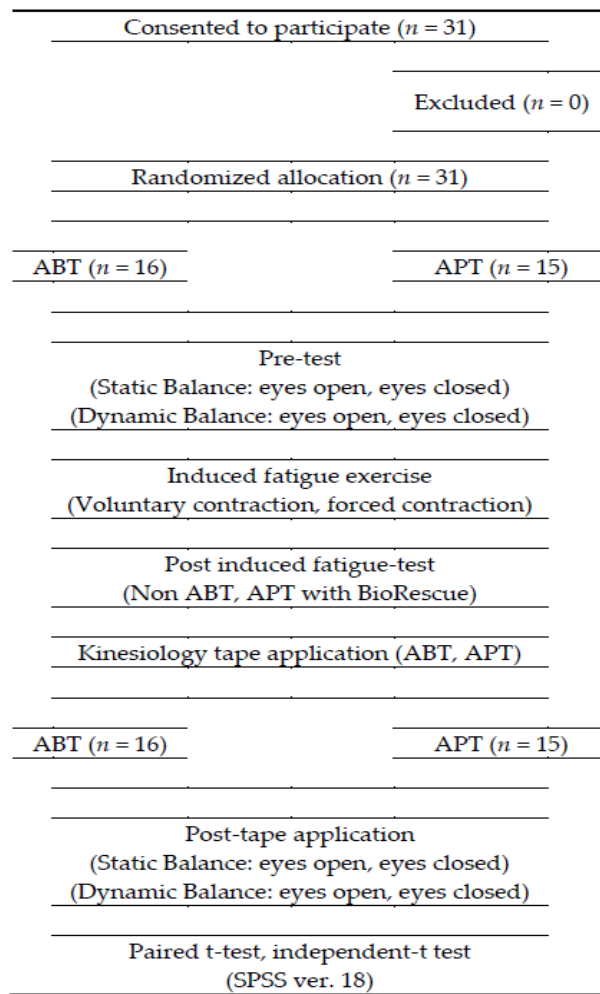 Consented to participate (n = 31)
Excluded (n = 0)
Randomized allocation (n = 31)
ABT (n = 16)
APT (n = 15)
Pre-test
(Static Balance: eyes open, eyes closed)
(Dynamic Balance: eyes open, eyes closed)
Induced fatigue exercise
(Voluntary contraction, forced contraction)
Post induced fatigue-test
(Non ABT, APT with BioRescue)
Kinesiology tape application (ABT, APT)
ABT (n = 16)
APT (n = 15)
Post-tape application
(Static Balance: eyes open, eyes closed)
(Dynamic Balance: eyes open, eyes closed)
Paired t-test, independent-t test
(SPSS ver. 18)